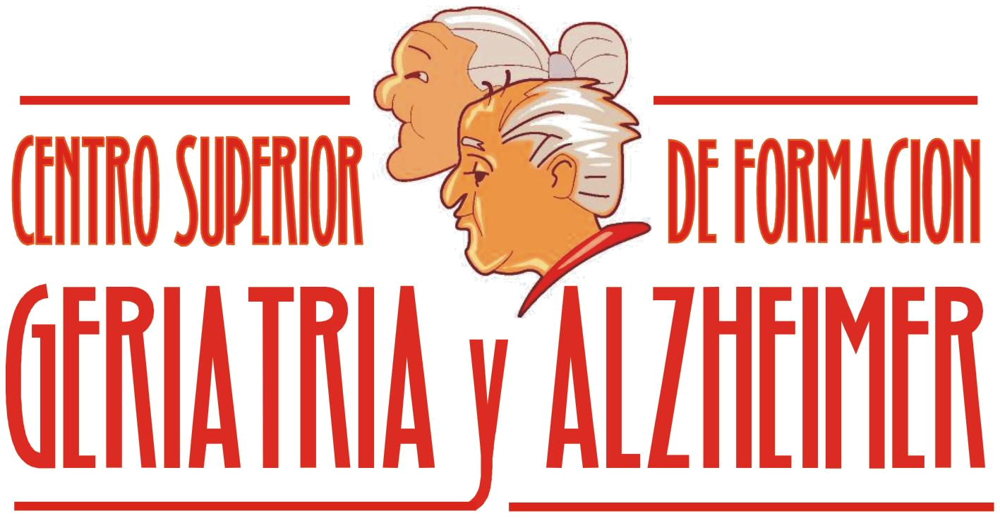 CENTRO SUPERIOR DE FORMACION
GERIATRIA y ALZHEIMER